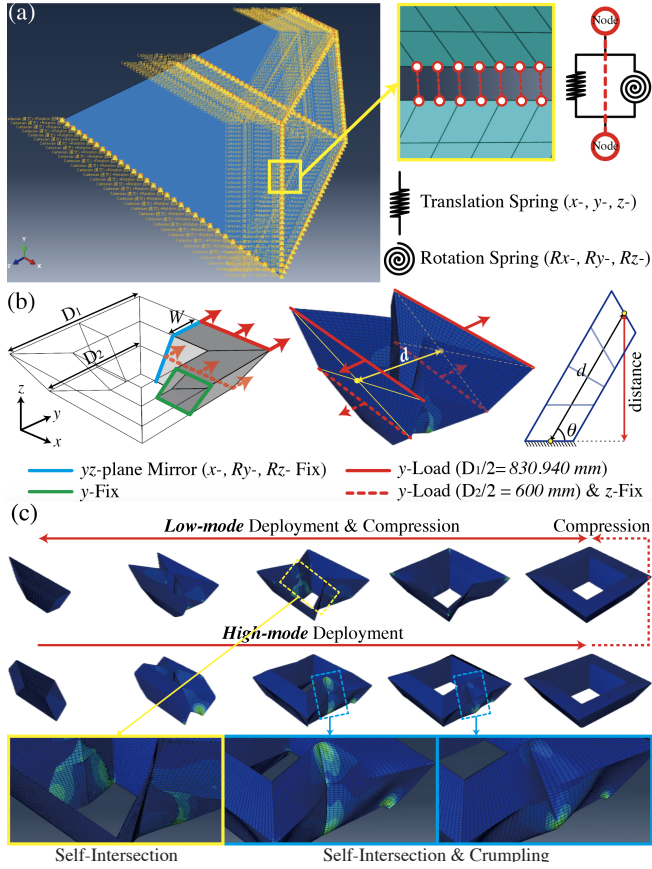 (a)
Node
Node
Translation Spring (x-, y-, z-)
Rotation Spring (Rx-, Ry-, Rz-)
Y
Z
X
(b)
D1
W
D2
z
y
x
d
d
θ
distance
yz-plane Mirror (x-, Ry-, Rz- Fix)
y-Load (D1/2= 830.940 mm)
y-Fix
y-Load (D2/2 = 600 mm) & z-Fix
(c)
Low-mode Deployment & Compression
Compression
High-mode Deployment
Self-Intersection
Self-Intersection & Crumpling